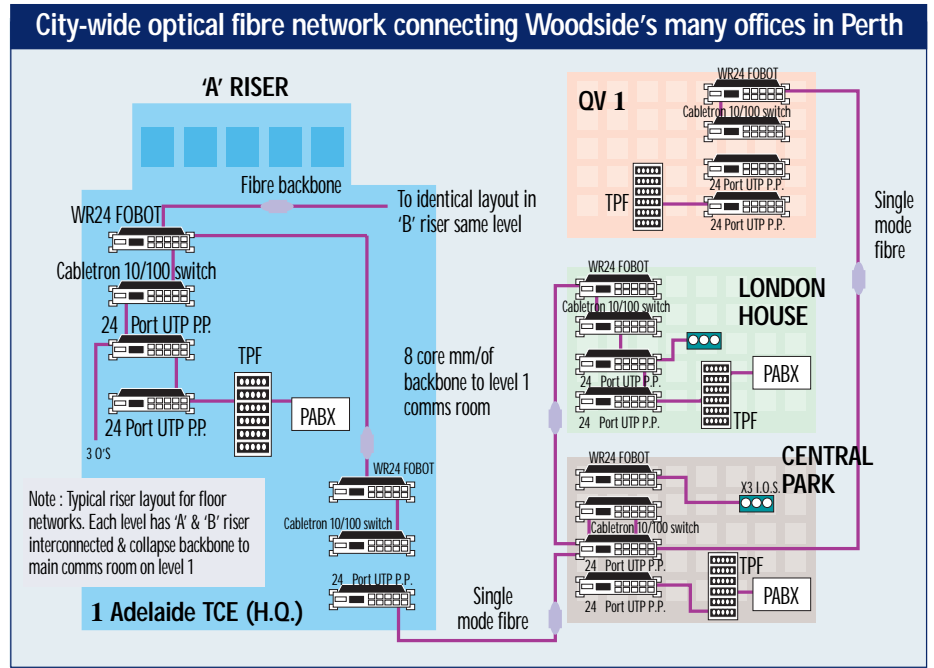 City-wide optical fibre network connecting Woodside's many offices in Perth
'A' RISER
Fibre backbone
To identical layout in
'B' riser same level
WR24 FOBOT
Cabletron 10/100 switch
24 Port UTP P.P.
24 Port UTP P.P.
3 O'S
TPF
PABX
8 core mm/of
backbone to level 1
comms room
WR24 FOBOT
Cabletron 10/100 switch
24 Port UTP P.P.
Note : Typical riser layout for floor
networks. Each level has 'A' & 'B' riser
interconnected & collapse backbone to
main comms room on level 1
1 Adelaide TCE (H.Q.)
Single
mode fibre
QV 1
WR24 FOBOT
Cabletron 10/100 switch
24 Port UTP P.P.
24 Port UTP P.P.
TPF
Single
mode
fibre
LONDON
HOUSE
WR24 FOBOT
Cabletron 10/100 switch
24 Port UTP P.P.
24 Port UTP P.P.
TPF
PABX
CENTRAL
PARK
WR24 FOBOT
X3 I.O.S.
Cabletron 10/100 switch
24 Port UTP P.P.
24 Port UTP P.P.
TPF
PABX